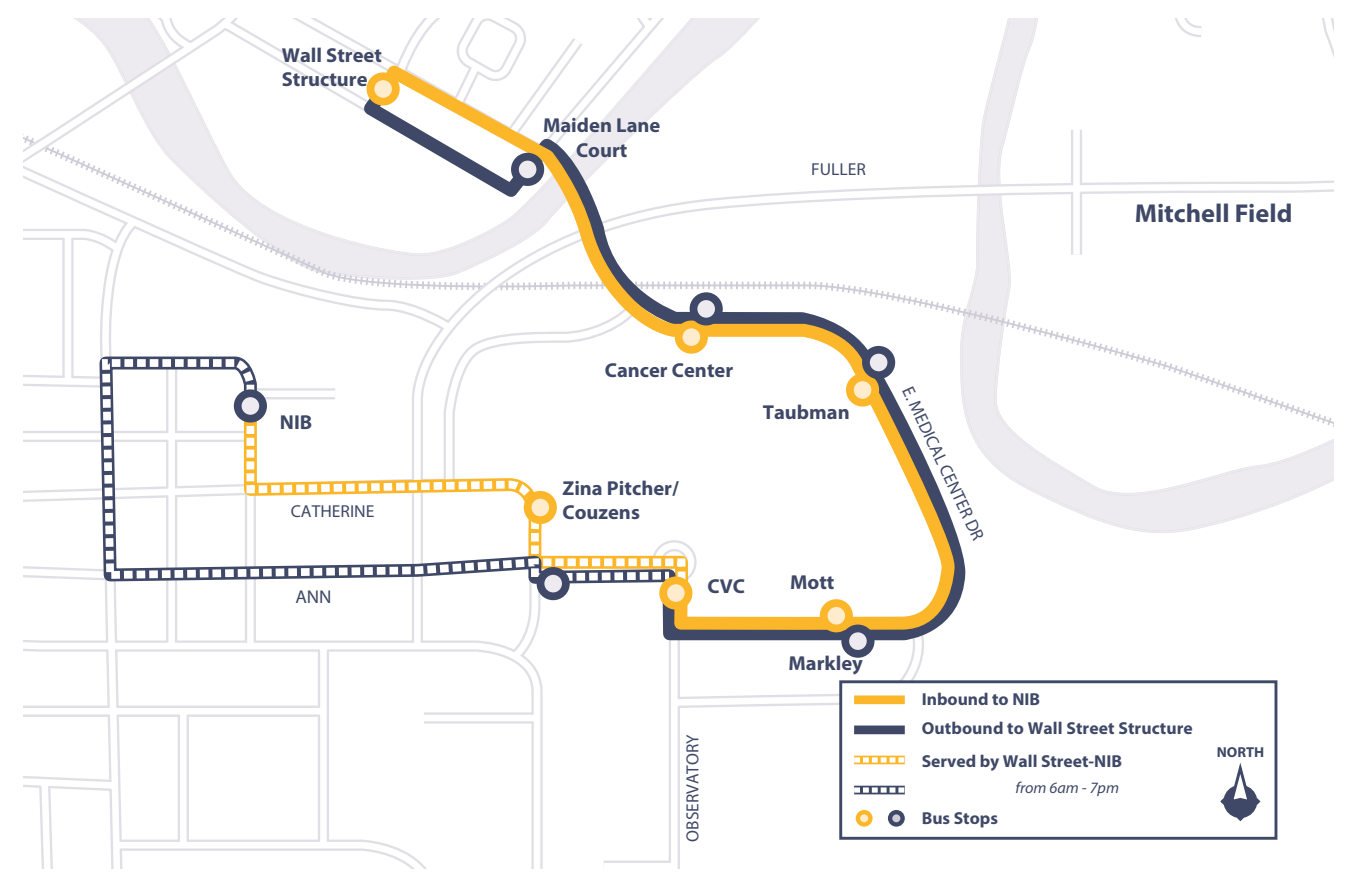 Wall Street
Structure
Maiden Lane
Court
FULLER
Mitchell Field
Cancer Center
Taubman
E. MEDICAL CENTER DR
NIB
Zina Pitcher/
Couzens
CATHERINE
ANN
CVC
Mott
Markley
OBSERVATORY
Inbound to NIB
Outbound to Wall Street Structure
Served by Wall Street-NIB
from 6am - 7pm
Bus Stops
NORTH